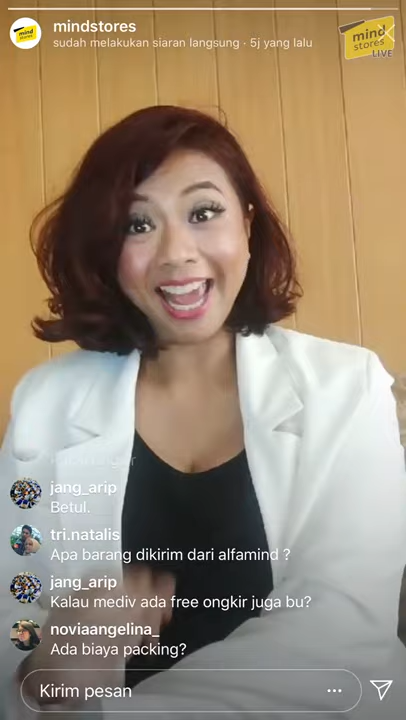 mindstores
sudah melakukan siaran langsung · 5j yang lalu
mind
stores
LIVE
mind
stores
jang_arip
Betul.
tri.natalis
Apa barang dikirim dari alfamind ?
jang_arip
Kalau mediv ada free ongkir juga bu?
noviaangelina_
Ada biaya packing?
Kirim pesan